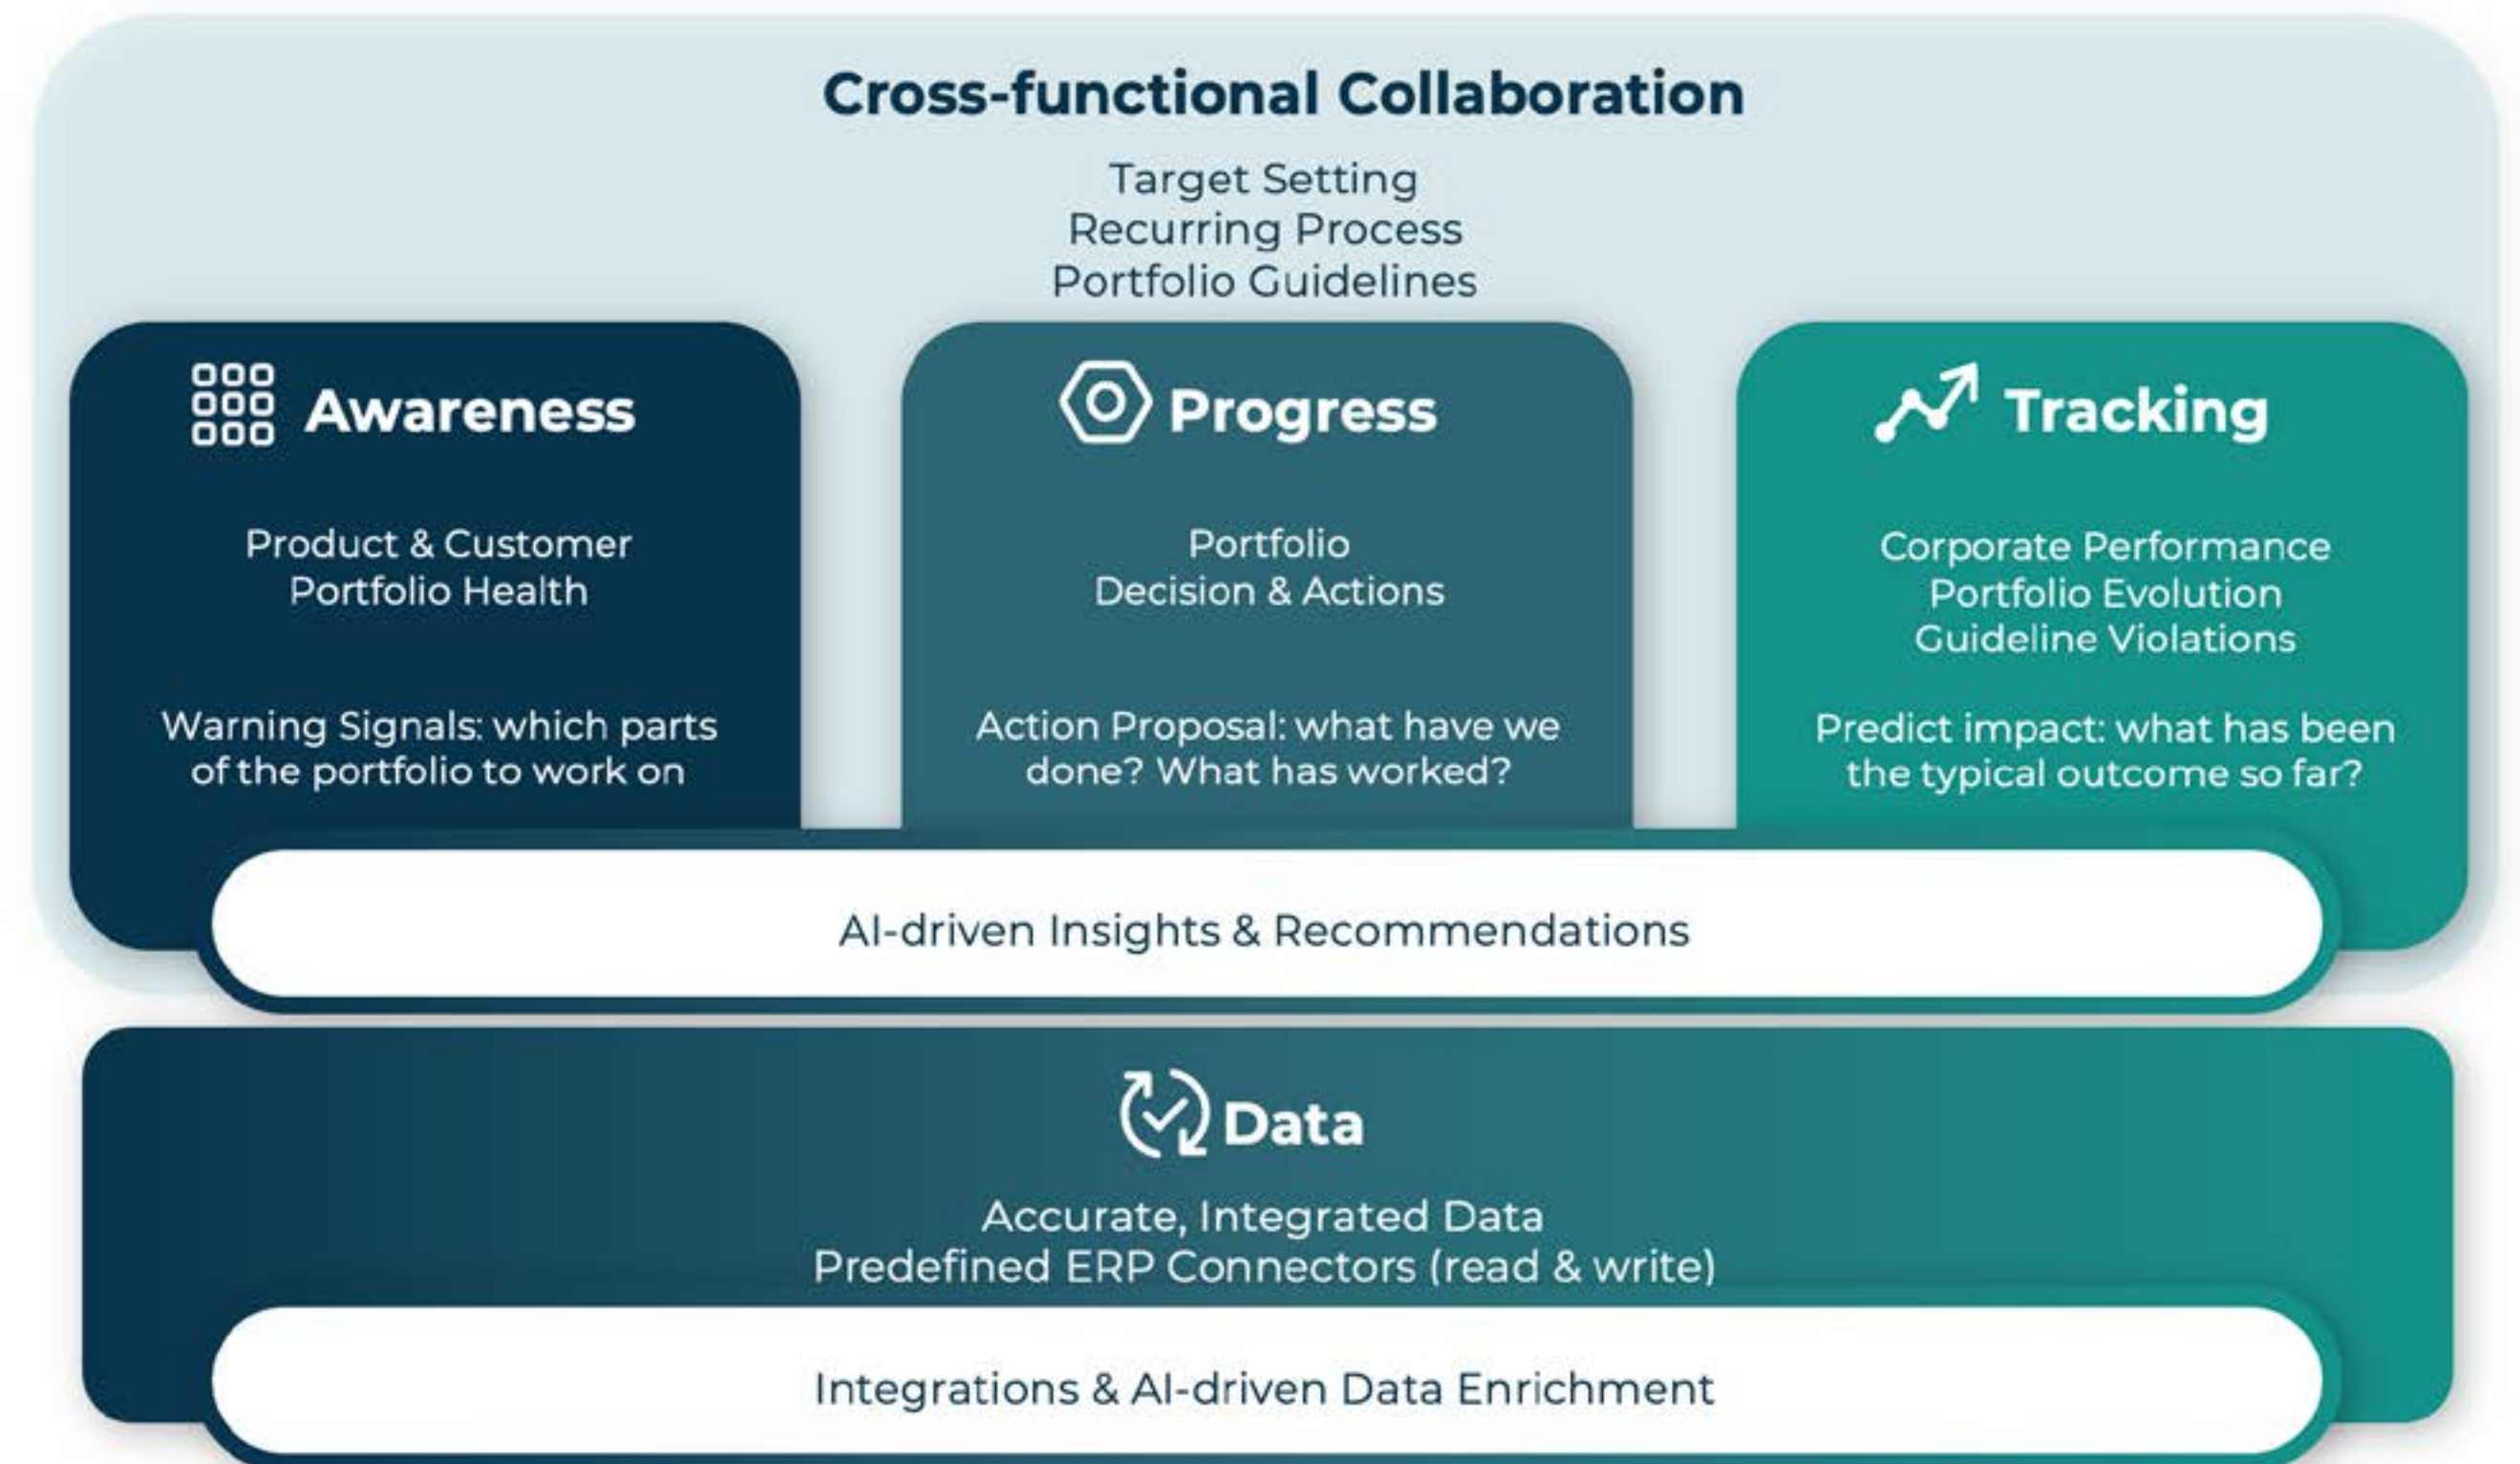 Cross-functional Collaboration
Target Setting
Recurring Process
Portfolio Guidelines
Awareness
Product & Customer
Portfolio Health
Warning Signals: which parts
of the portfolio to work on
Progress
Portfolio
Decision & Actions
Action Proposal: what have we
done? What has worked?
Tracking
Corporate Performance
Portfolio Evolution
Guideline Violations
Predict impact: what has been
the typical outcome so far?
AI-driven Insights & Recommendations
Data
Accurate, Integrated Data
Predefined ERP Connectors (read & write)
Integrations & AI-driven Data Enrichment